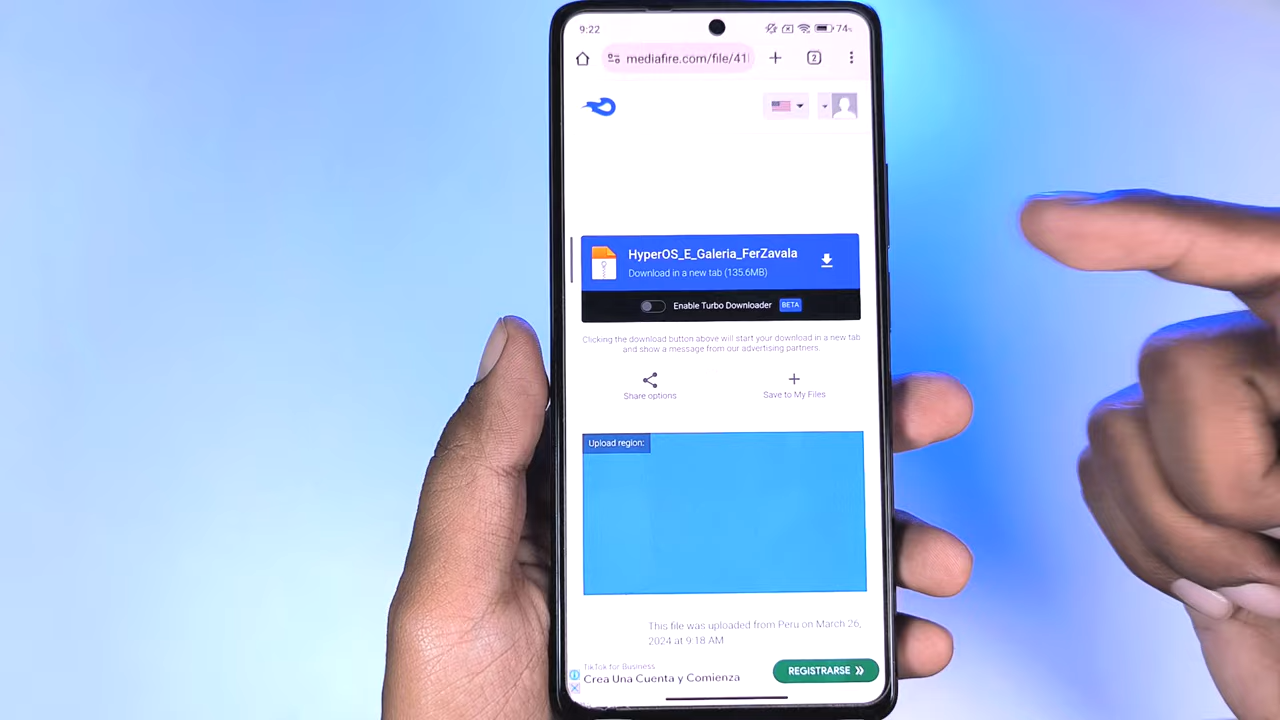 9:22
74%
mediafire.com/file/41
2
HyperOS_E_Galeria_FerZavala
Download in a new tab (135.6MB)
Enable Turbo Downloader BETA
Clicking the download button above will start your download in a new tab
and show a message from our advertising partners.
Share options
Save to My Files
Upload region:
This file was uploaded from Peru on March 26,
2024 at 9:18 AM
TikTok for Business
Crea Una Cuenta y Comienza
REGISTRARSE »